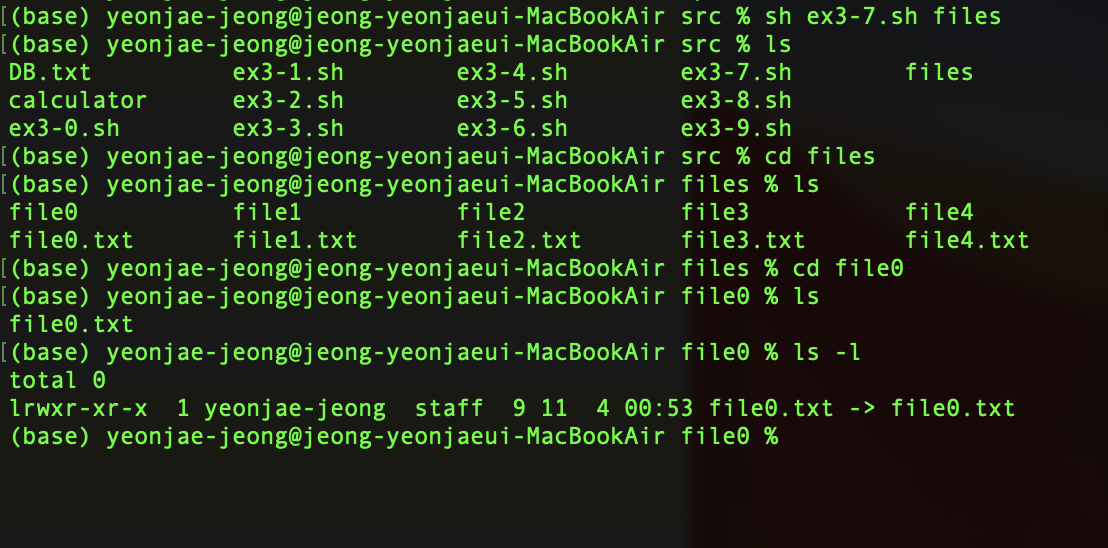 [(base) yeonjae-jeong@jeong-yeonjaeui-MacBookAir src % sh ex3-7.sh files
[(base) yeonjae-jeong@jeong-yeonjaeui-MacBookAir src % ls
DB.txt ex3-1.sh ex3-4.sh ex3-7.sh files
calculator ex3-2.sh ex3-5.sh ex3-8.sh
ex3-0.sh ex3-3.sh ex3-6.sh ex3-9.sh
[(base) yeonjae-jeong@jeong-yeonjaeui-MacBookAir src % cd files
[(base) yeonjae-jeong@jeong-yeonjaeui-MacBookAir files % ls
file0 file1 file2 file3 file4
file0.txt file1.txt file2.txt file3.txt file4.txt
[(base) yeonjae-jeong@jeong-yeonjaeui-MacBookAir files % cd file0
[(base) yeonjae-jeong@jeong-yeonjaeui-MacBookAir file0 % ls
file0.txt
[(base) yeonjae-jeong@jeong-yeonjaeui-MacBookAir file0 % ls -l
total 0
lrwxr-xr-x 1 yeonjae-jeong staff 9 11 4 00:53 file0.txt -> file0.txt
(base) yeonjae-jeong@jeong-yeonjaeui-MacBookAir file0 %